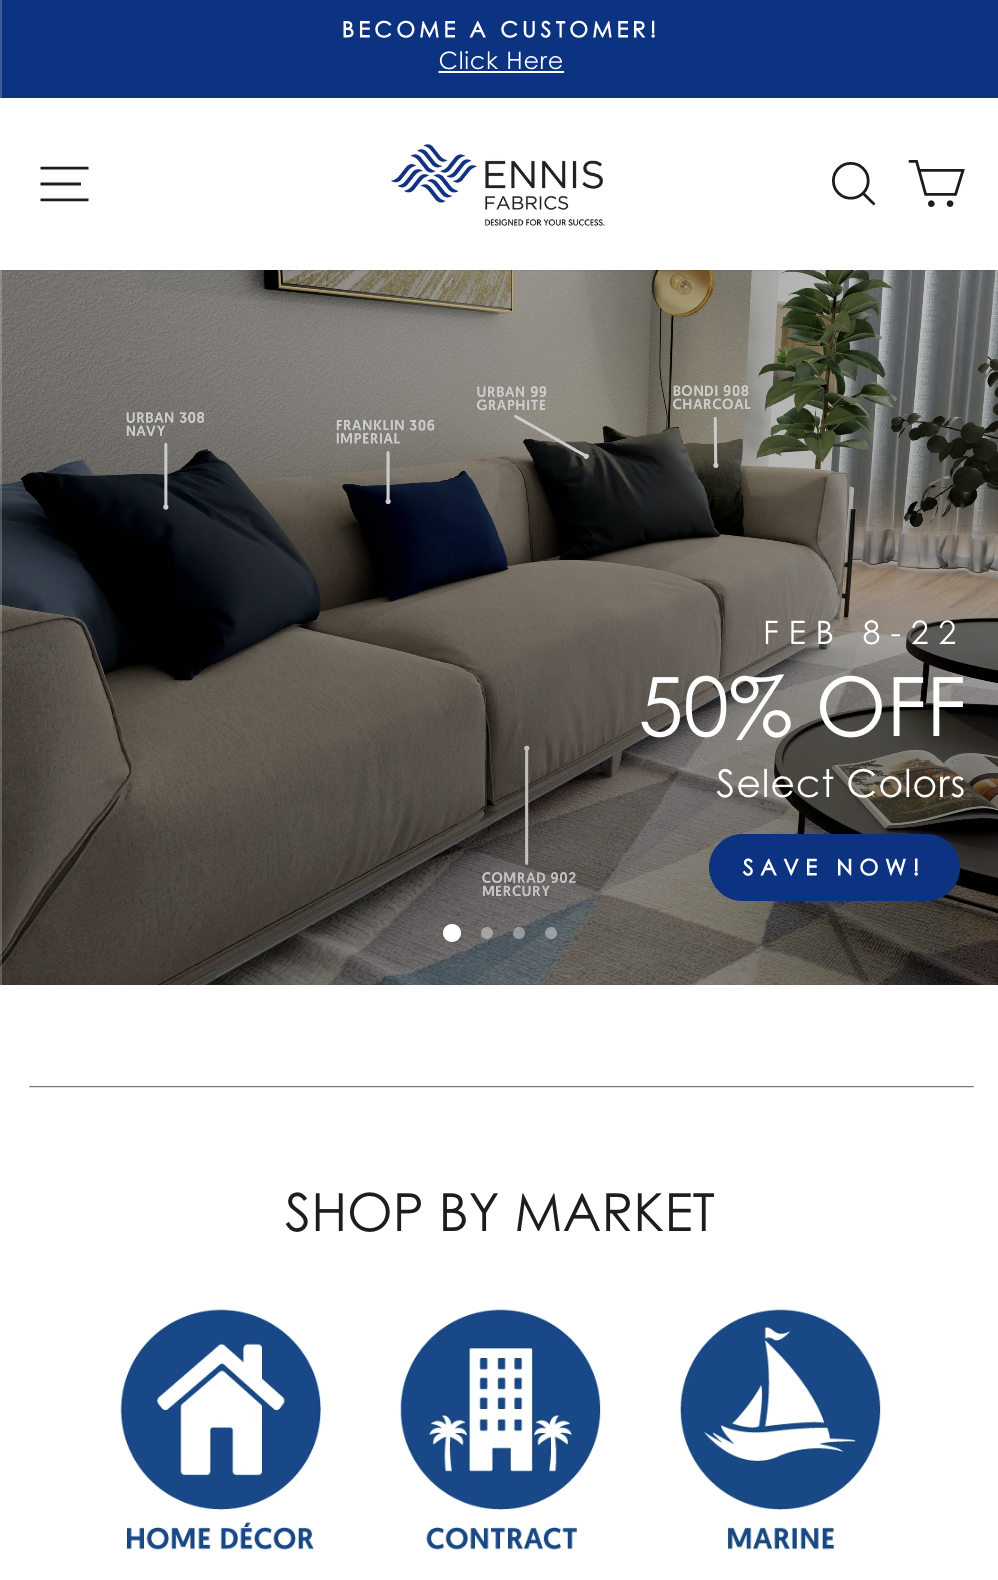 BECOME A CUSTOMER!
Click Here
ENNIS
FABRICS
DESIGNED FOR YOUR SUCCESS.
URBAN 308
NAVY
FRANKLIN 306
IMPERIAL
URBAN 99
GRAPHITE
BONDI 908
CHARCOAL
FEB 8-22
50% OFF
Select Colors
SAVE NOW!
COMRAD 902
MERCURY
SHOP BY MARKET
HOME DÉCOR
CONTRACT
MARINE